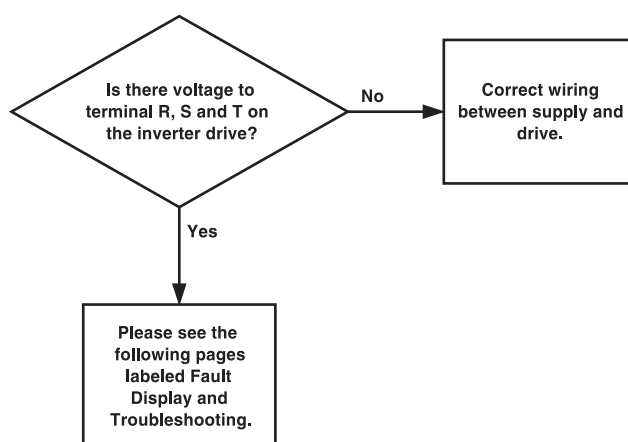 Is there voltage to
terminal R, S and T on
the inverter drive?
No
Correct wiring
between supply and
drive.
Yes
Please see the
following pages
labeled Fault
Display and
Troubleshooting.